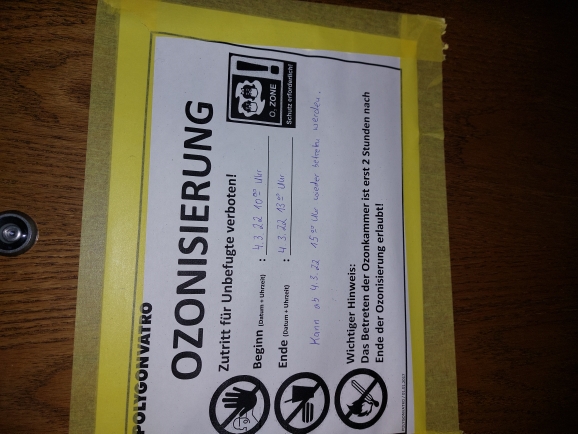 POLYGONVATRO
OZONISIERUNG
O₃ ZONE
Schutz erforderlich!
Zutritt für Unbefugte verboten!
Beginn (Datum + Uhrzeit) : 4.3.22 10⁰⁰ Uhr
Ende (Datum + Uhrzeit) : 4.3.22 13⁰⁰ Uhr
Kann ab 4.3.22 15⁰⁰ Uhr wieder betreten werden.
Wichtiger Hinweis:
Das Betreten der Ozonkammer ist erst 2 Stunden nach
Ende der Ozonisierung erlaubt!